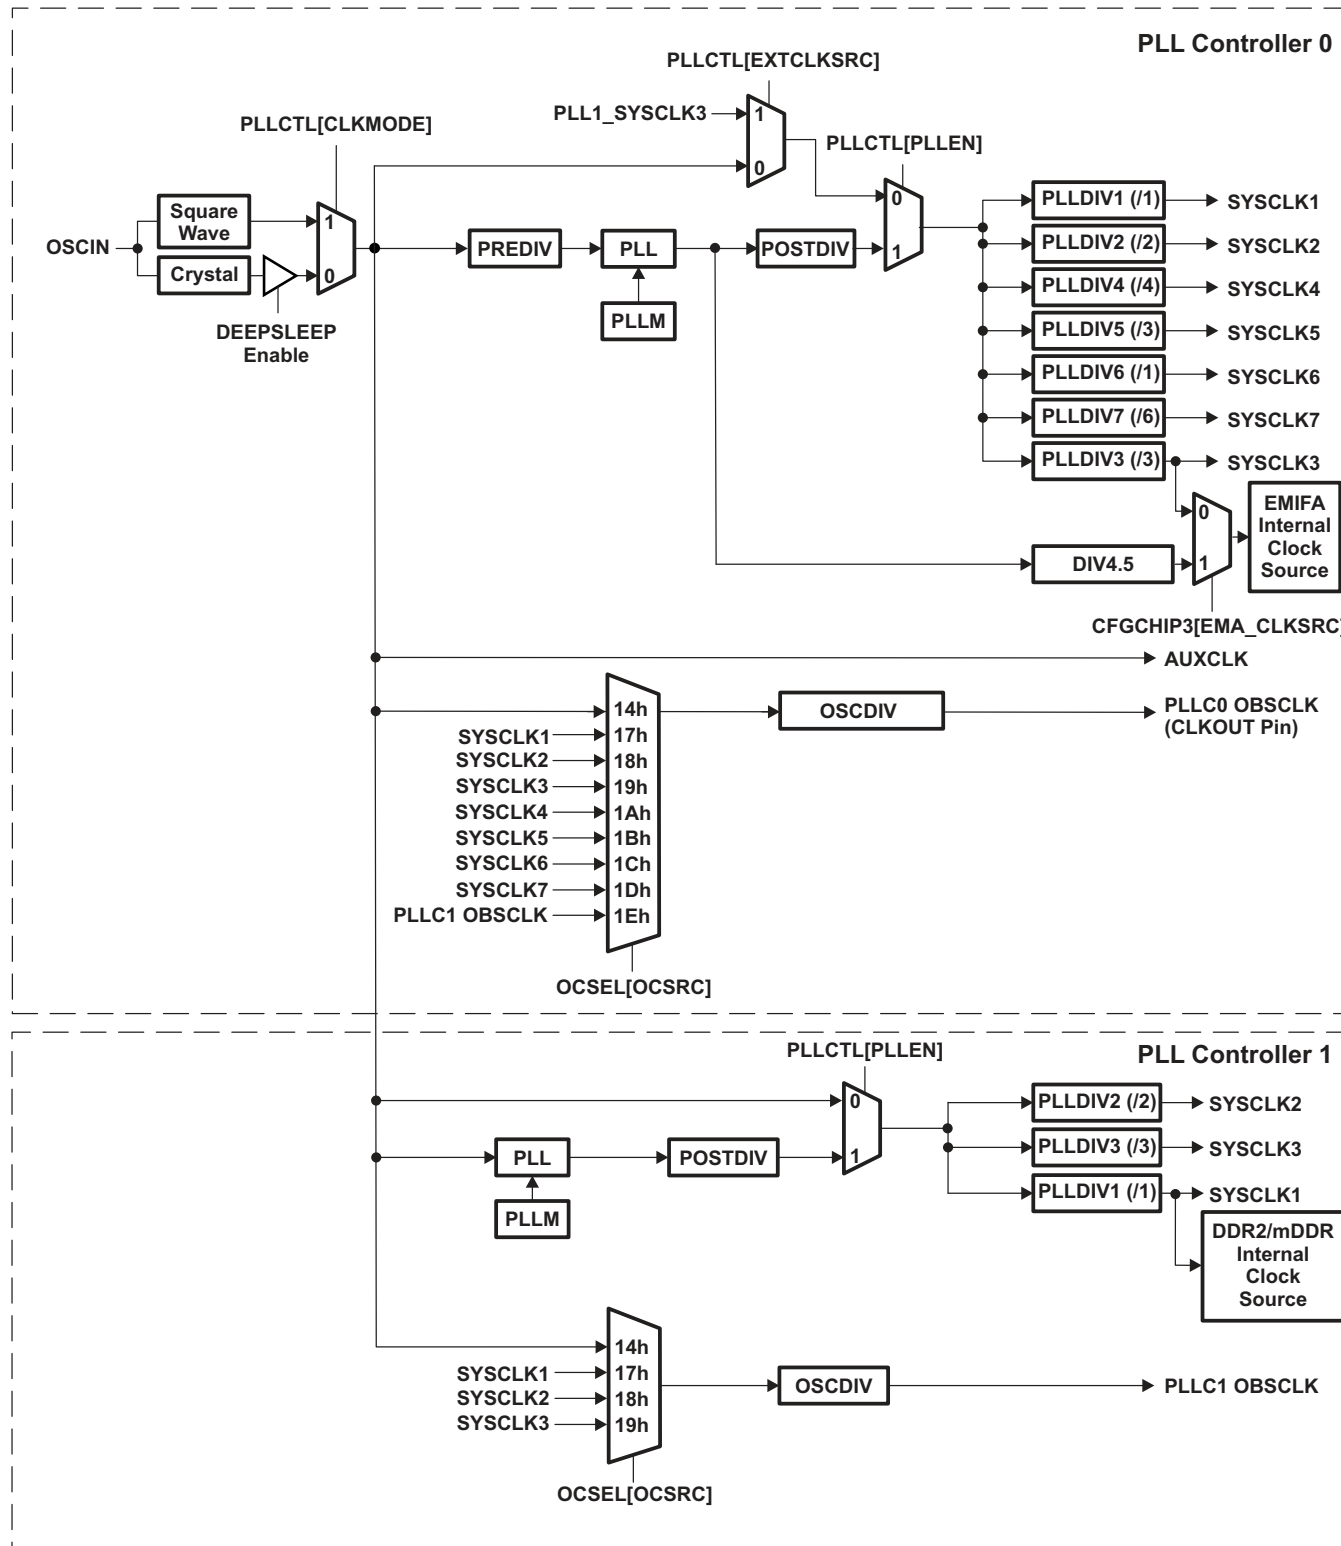 PLL Controller 0
PLLCTL[EXTCLKSRC]
PLL1_SYSCLK3
1
0
PLLCTL[CLKMODE]
PLLCTL[PLLEN]
OSCIN
Square
Wave
Crystal
1
0
DEEPSLEEP
Enable
PREDIV
PLL
PLLM
POSTDIV
0
1
PLLDIV1 (/1)
SYSCLK1
PLLDIV2 (/2)
SYSCLK2
PLLDIV4 (/4)
SYSCLK4
PLLDIV5 (/3)
SYSCLK5
PLLDIV6 (/1)
SYSCLK6
PLLDIV7 (/6)
SYSCLK7
PLLDIV3 (/3)
SYSCLK3
DIV4.5
0
1
EMIFA
Internal
Clock
Source
CFGCHIP3[EMA_CLKSRC]
AUXCLK
14h
OSCDIV
PLLC0 OBSCLK
(CLKOUT Pin)
SYSCLK1 17h
SYSCLK2 18h
SYSCLK3 19h
SYSCLK4 1Ah
SYSCLK5 1Bh
SYSCLK6 1Ch
SYSCLK7 1Dh
PLLC1 OBSCLK 1Eh
OCSEL[OCSRC]
PLL Controller 1
PLLCTL[PLLEN]
0
1
PLL
PLLM
POSTDIV
PLLDIV2 (/2)
SYSCLK2
PLLDIV3 (/3)
SYSCLK3
PLLDIV1 (/1)
SYSCLK1
DDR2/mDDR
Internal
Clock
Source
14h
SYSCLK1 17h
SYSCLK2 18h
SYSCLK3 19h
OSCDIV
PLLC1 OBSCLK
OCSEL[OCSRC]